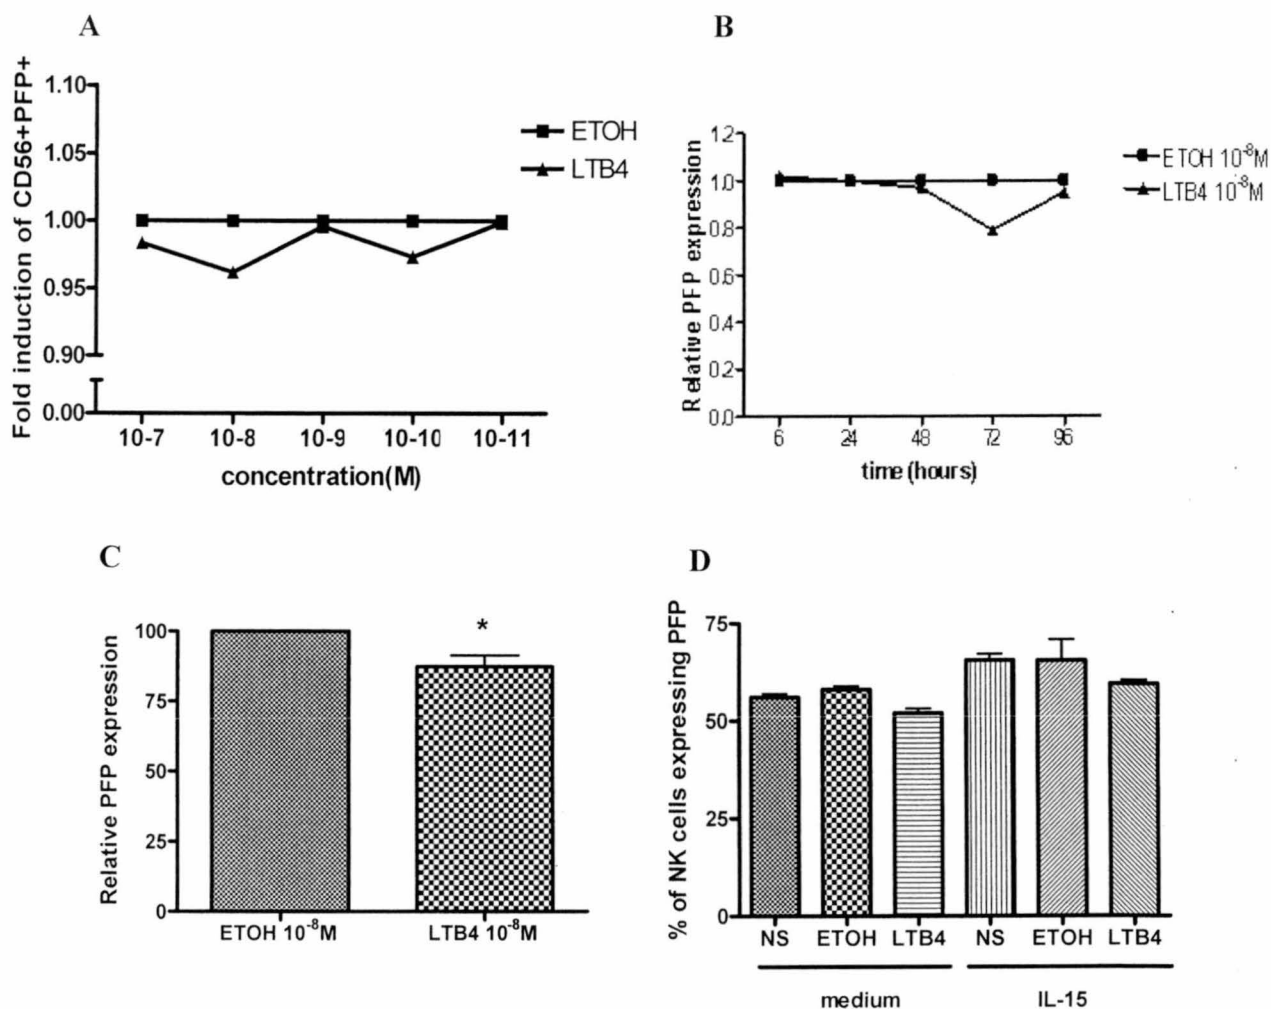 A
Fold induction of CD56+PFP+
1.10
1.05
1.00
0.95
0.90
0.00
10-7 10-8 10-9 10-10 10-11
concentration(M)
ETOH
LTB4
B
Relative PFP expression
1.2
1.0
0.8
0.6
0.4
0.2
0.0
6 24 48 72 96
time (hours)
ETOH 10⁻⁸M
LTB4 10⁻⁸M
C
Relative PFP expression
100
75
50
25
0
*
ETOH 10⁻⁸M LTB4 10⁻⁸M
D
% of NK cells expressing PFP
75
50
25
0
NS ETOH LTB4 NS ETOH LTB4
medium IL-15